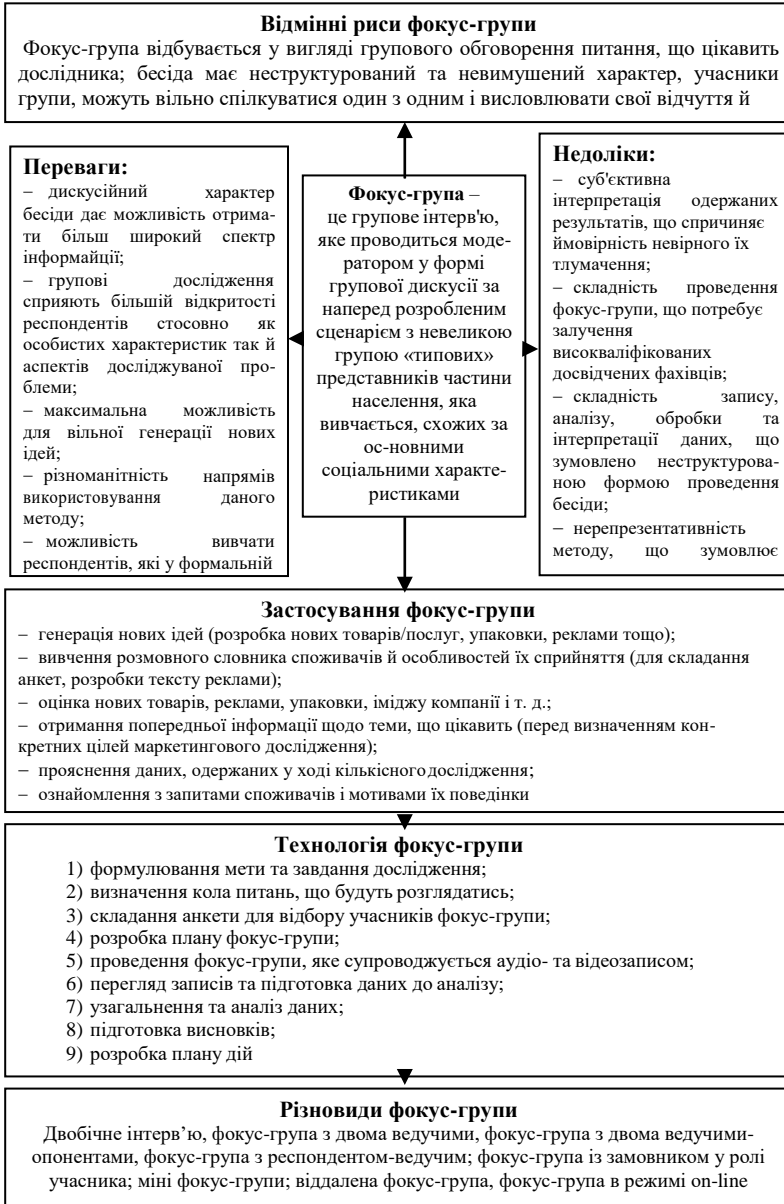 Відмінні риси фокус-групи
Фокус-група відбувається у вигляді групового обговорення питання, що цікавить
дослідника; бесіда має неструктурований та невимушений характер, учасники
групи, можуть вільно спілкуватися один з одним і висловлювати свої відчуття й
Переваги:
– дискусійний характер
бесіди дає можливість отрима-
ти більш широкий спектр
інформайції;
– групові дослідження
сприяють більшій відкритості
респондентів стосовно як
особистих характеристик так й
аспектів досліджуваної про-
блеми;
– максимальна можливість
для вільної генерації нових
ідей;
– різноманітність напрямів
використовування даного
методу;
– можливість вивчати
респондентів, які у формальній
Фокус-група –
це групове інтерв'ю,
яке проводиться моде-
ратором у формі
групової дискусії за
наперед розробленим
сценарієм з невеликою
групою «типових»
представників частини
населення, яка
вивчається, схожих за
ос-новними
соціальними характе-
ристиками
Недоліки:
– суб'єктивна
інтерпретація одержаних
результатів, що спричиняє
ймовірність невірного їх
тлумачення;
– складність проведення
фокус-групи, що потребує
залучення
висококваліфікованих
досвідчених фахівців;
– складність запису,
аналізу, обробки та
інтерпретації даних, що
зумовлено неструктурова-
ною формою проведення
бесіди;
– нерепрезентативність
методу, що зумовлює
Застосування фокус-групи
– генерація нових ідей (розробка нових товарів/послуг, упаковки, реклами тощо);
– вивчення розмовного словника споживачів й особливостей їх сприйняття (для складання
анкет, розробки тексту реклами);
– оцінка нових товарів, реклами, упаковки, іміджу компанії і т. д.;
– отримання попередньої інформації щодо теми, що цікавить (перед визначенням кон-
кретних цілей маркетингового дослідження);
– прояснення даних, одержаних у ході кількісного дослідження;
– ознайомлення з запитами споживачів і мотивами їх поведінки
Технологія фокус-групи
1) формулювання мети та завдання дослідження;
2) визначення кола питань, що будуть розглядатись;
3) складання анкети для відбору учасників фокус-групи;
4) розробка плану фокус-групи;
5) проведення фокус-групи, яке супроводжується аудіо- та відеозаписом;
6) перегляд записів та підготовка даних до аналізу;
7) узагальнення та аналіз даних;
8) підготовка висновків;
9) розробка плану дій
Різновиди фокус-групи
Двобічне інтерв’ю, фокус-група з двома ведучими, фокус-група з двома ведучими-
опонентами, фокус-група з респондентом-ведучим; фокус-група із замовником у ролі
учасника; міні фокус-групи; віддалена фокус-група, фокус-група в режимі on-line